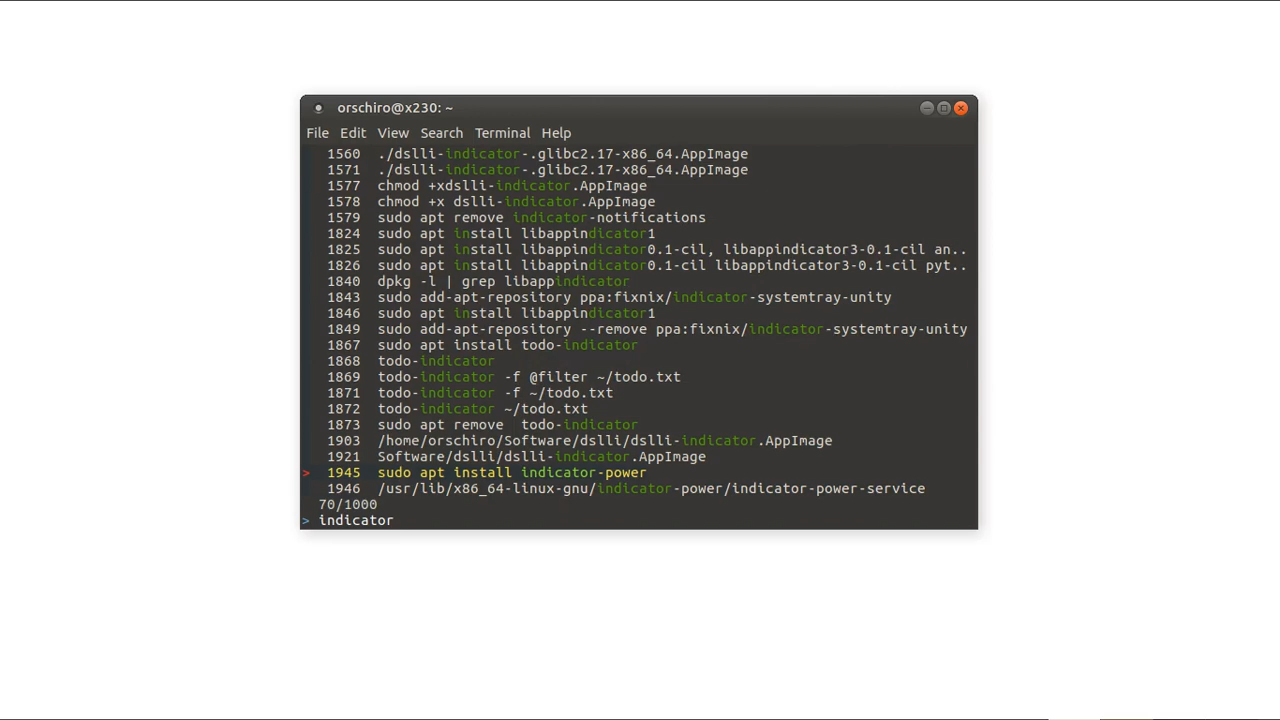 orschiro@x230: ~
File Edit View Search Terminal Help
1560 ./dslli-indicator-.glibc2.17-x86_64.AppImage
1571 ./dslli-indicator-.glibc2.17-x86_64.AppImage
1577 chmod +xdslli-indicator.AppImage
1578 chmod +x dslli-indicator.AppImage
1579 sudo apt remove indicator-notifications
1824 sudo apt install libappindicator1
1825 sudo apt install libappindicator0.1-cil, libappindicator3-0.1-cil an..
1826 sudo apt install libappindicator0.1-cil libappindicator3-0.1-cil pyt..
1840 dpkg -l | grep libappindicator
1843 sudo add-apt-repository ppa:fixnix/indicator-systemtray-unity
1846 sudo apt install libappindicator1
1849 sudo add-apt-repository --remove ppa:fixnix/indicator-systemtray-unity
1867 sudo apt install todo-indicator
1868 todo-indicator
1869 todo-indicator -f @filter ~/todo.txt
1871 todo-indicator -f ~/todo.txt
1872 todo-indicator ~/todo.txt
1873 sudo apt remove  todo-indicator
1903 /home/orschiro/Software/dslli/dslli-indicator.AppImage
1921 Software/dslli/dslli-indicator.AppImage
> 1945 sudo apt install indicator-power
1946 /usr/lib/x86_64-linux-gnu/indicator-power/indicator-power-service
70/1000
> indicator